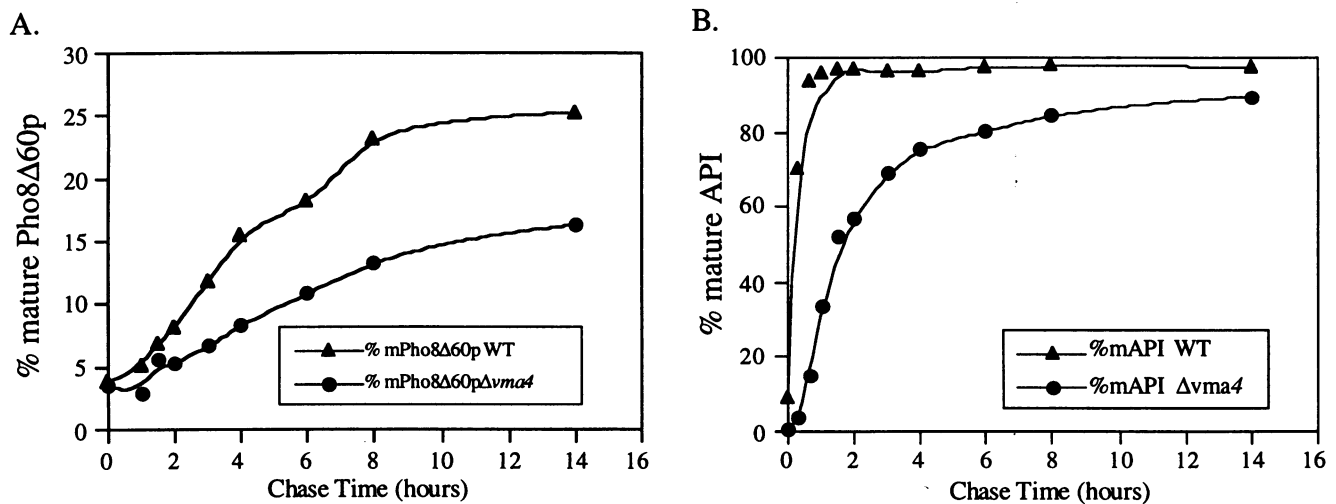 A.
% mature Pho8Δ60p
30
25
20
15
10
5
0
0 2 4 6 8 10 12 14 16
Chase Time (hours)
% mPho8Δ60p WT
% mPho8Δ60pΔvma4
B.
% mature API
100
80
60
40
20
0
0 2 4 6 8 10 12 14 16
Chase Time (hours)
%mAPI WT
%mAPI Δvma4